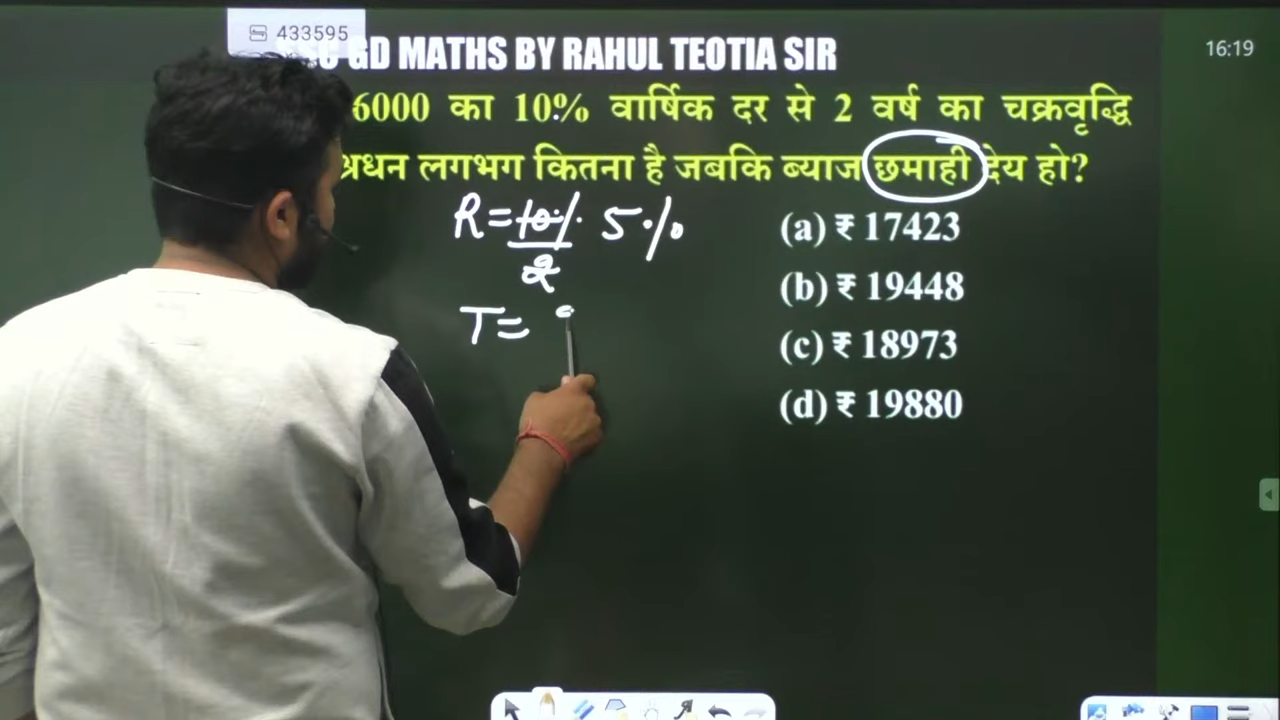 433595
GD MATHS BY RAHUL TEOTIA SIR
16:19
6000 का 10% वार्षिक दर से 2 वर्ष का चक्रवृद्धि
लगभग कितना है जबकि ब्याज छमाही देय हो?
R = 10% / 2 5%
T =
(a) ₹ 17423
(b) ₹ 19448
(c) ₹ 18973
(d) ₹ 19880